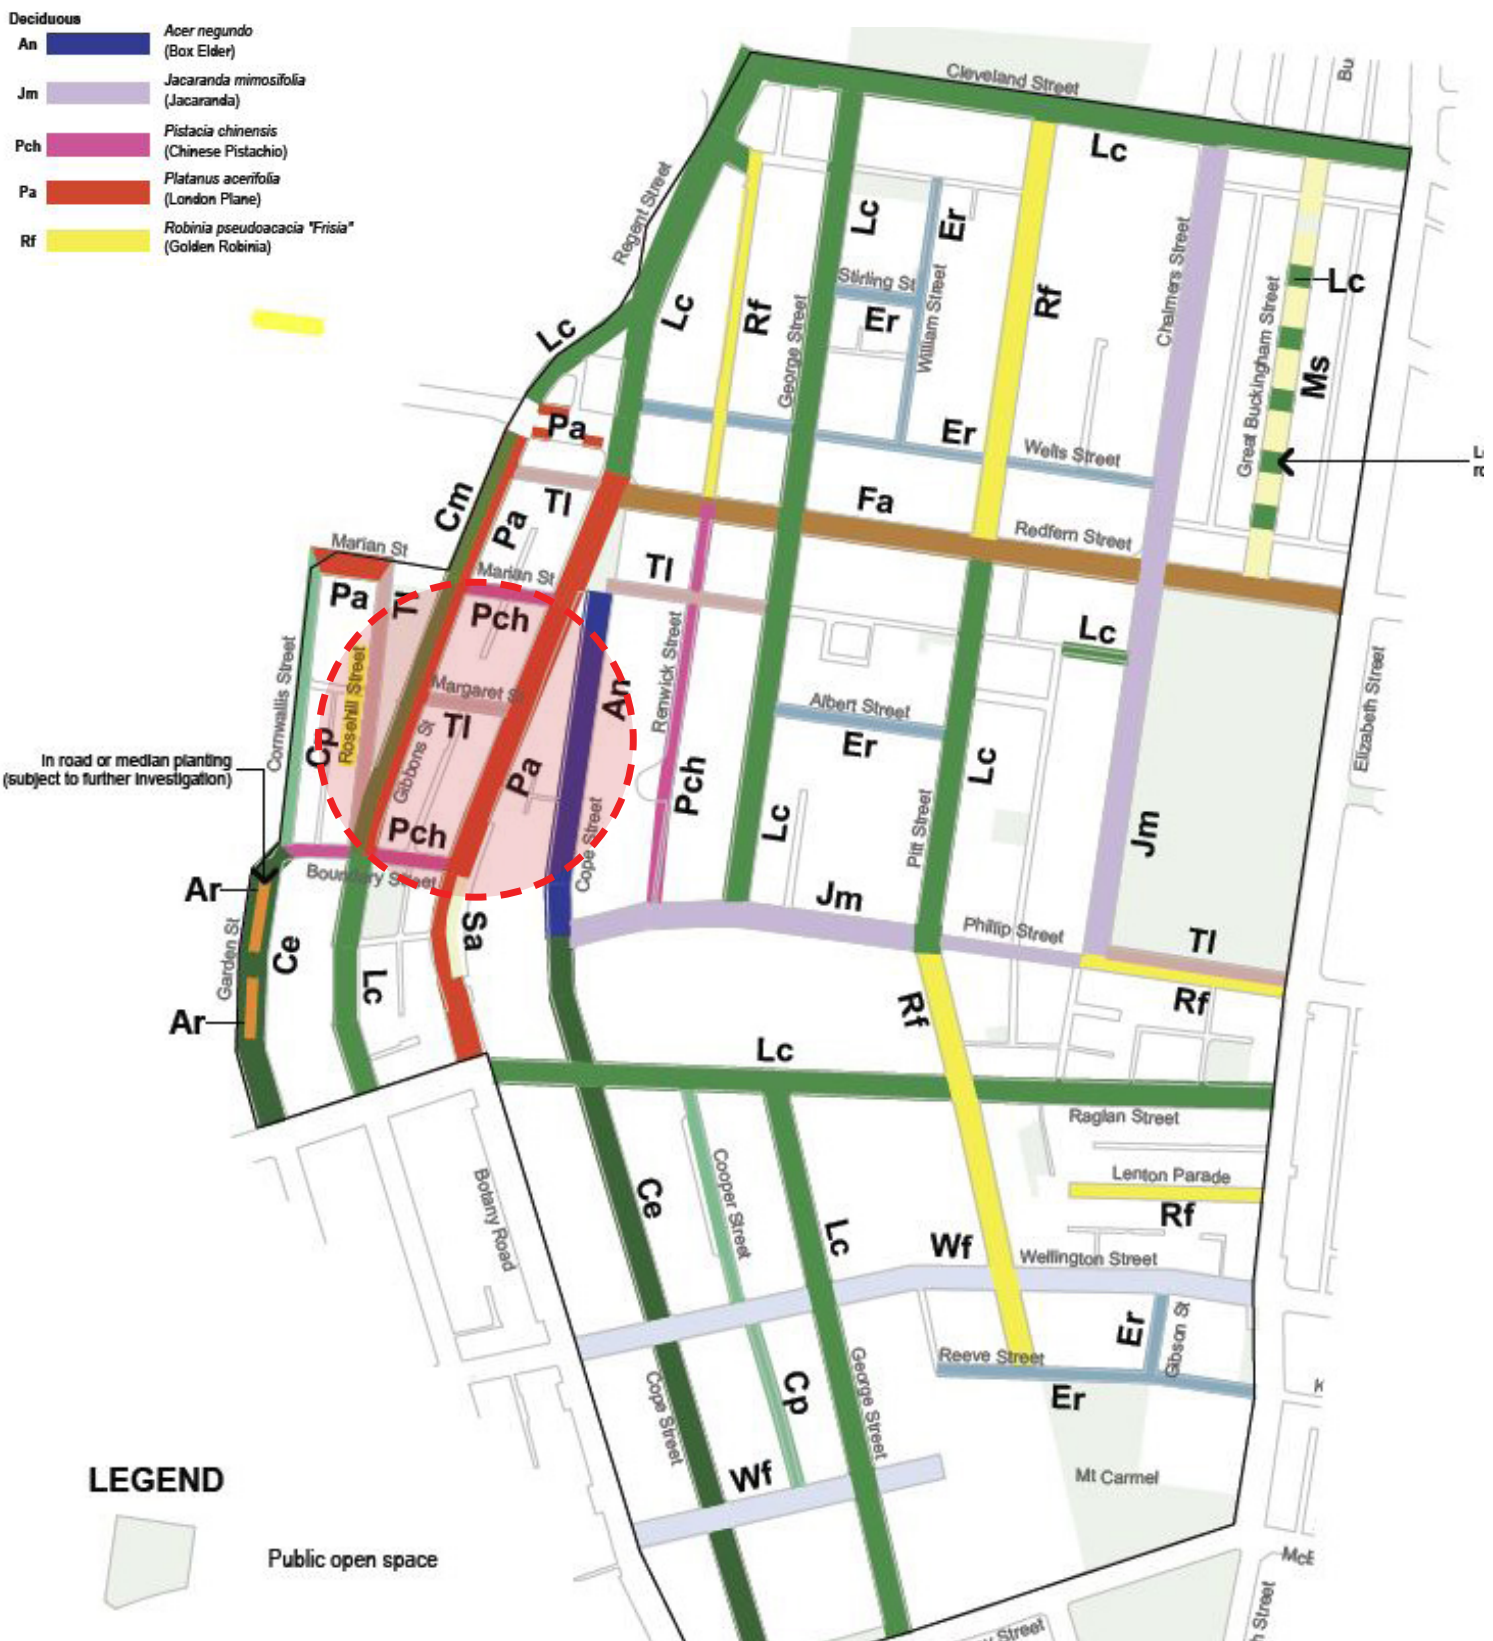 Deciduous
An
Acer negundo
(Box Elder)
Jm
Jacaranda mimosifolia
(Jacaranda)
Pch
Pistacia chinensis
(Chinese Pistachio)
Pa
Platanus acerifolia
(London Plane)
Rf
Robinia pseudoacacia "Frisia"
(Golden Robinia)
Cleveland Street
Bu
Lc
Regent Street
Lc
Er
Chalmers Street
Stirling St
Er
William Street
Lc
Rf
George Street
Rf
Great Buckingham Street
Lc
Ms
Lc
Pa
Er
Wells Street
Cm
Tl
Pa
Fa
Redfern Street
Marian St
Marian St
Tl
Pa
Tl
Pch
Lc
Cornwallis Street
Rosehill Street
Cp
Margaret S
Tl
Gibbons St
Pa
An
Renwick Street
Albert Street
Er
Elizabeth Street
In road or median planting
(subject to further investigation)
Pch
Pch
Lc
Pitt Street
Lc
Jm
Cope Street
Boundary Street
Ar
Garden St
Ce
Lc
Sa
Jm
Phillip Street
Tl
Rf
Rf
Ar
Lc
Raglan Street
Lenton Parade
Rf
Botany Road
Ce
Cooper Street
Lc
Wf
Wellington Street
Er
Gibson St
Reeve Street
Er
Cope Street
Cp
George Street
Wf
Mt Carmel
LEGEND
Public open space
Street
Street